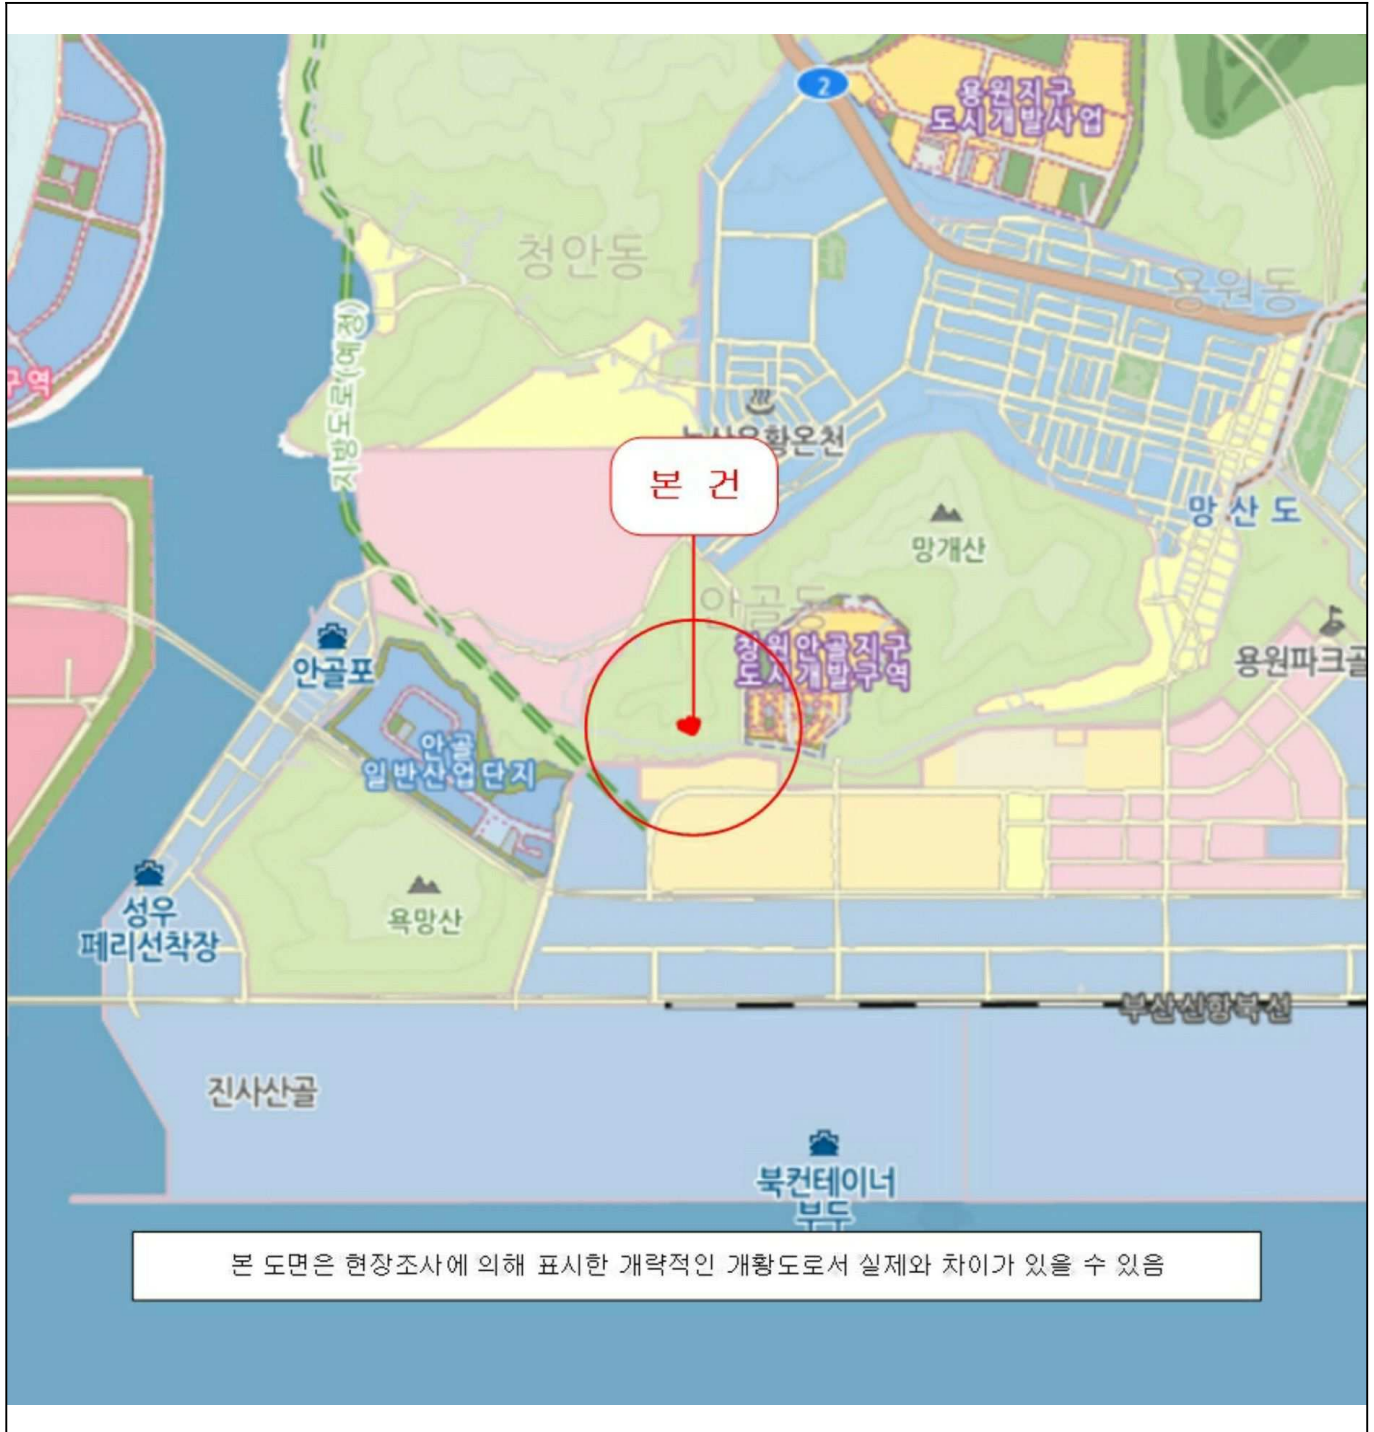 2
용원지구
도시개발사업
청안동
용원동
지방도로(예정)
구역
황온천
본 건
망산도
망개산
안골동
창원안골지구
도시개발구역
안골포
용원파크골
안골
일반산업단지
욕망산
성우
페리선착장
부산신항북선
진사산골
북컨테이너
부두
본 도면은 현장조사에 의해 표시한 개략적인 개황도로서 실제와 차이가 있을 수 있음